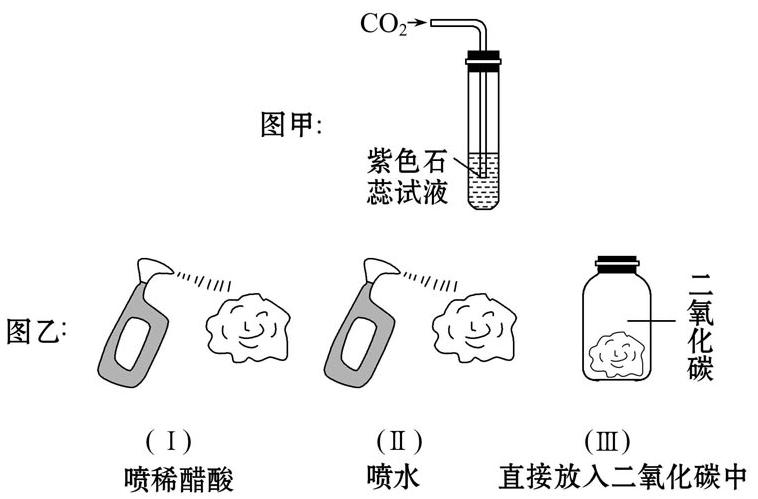 CO₂
图甲:
紫色石
蕊试液
图乙:
二氧化碳
(Ⅰ)
(Ⅱ)
(Ⅲ)
喷稀醋酸
喷水
直接放入二氧化碳中